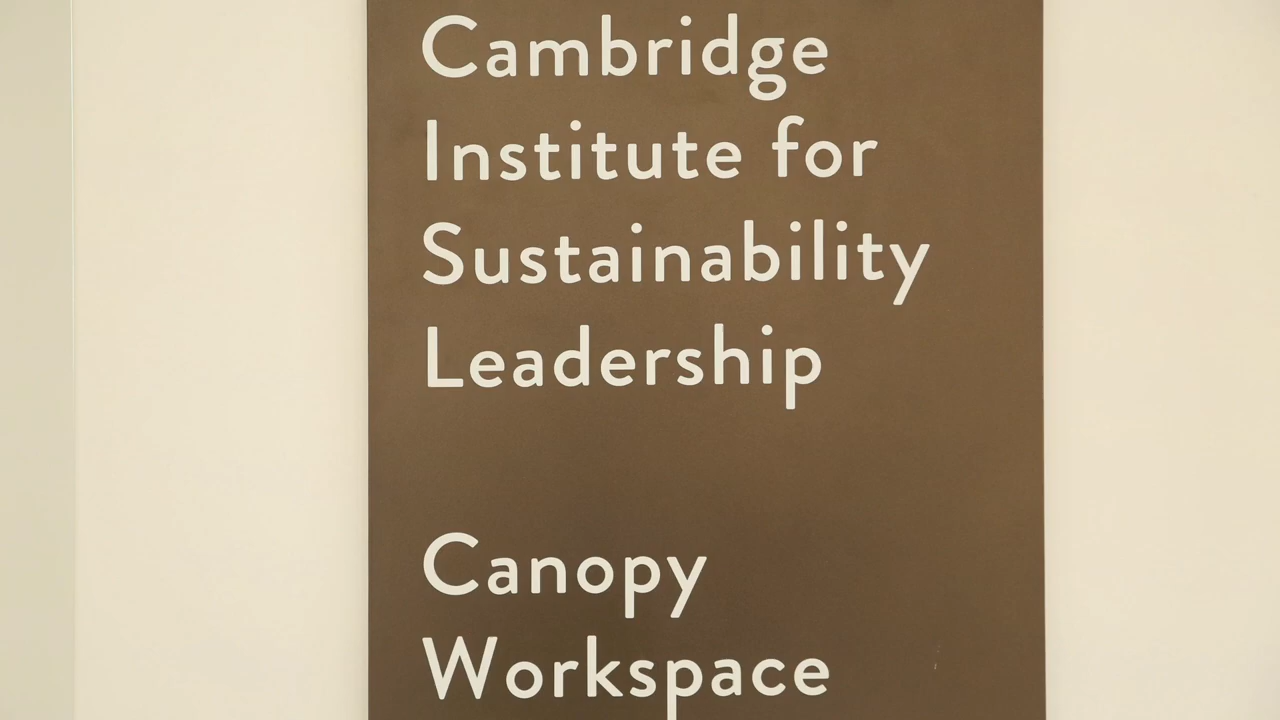 Cambridge
Institute for
Sustainability
Leadership
Canopy
Workspace